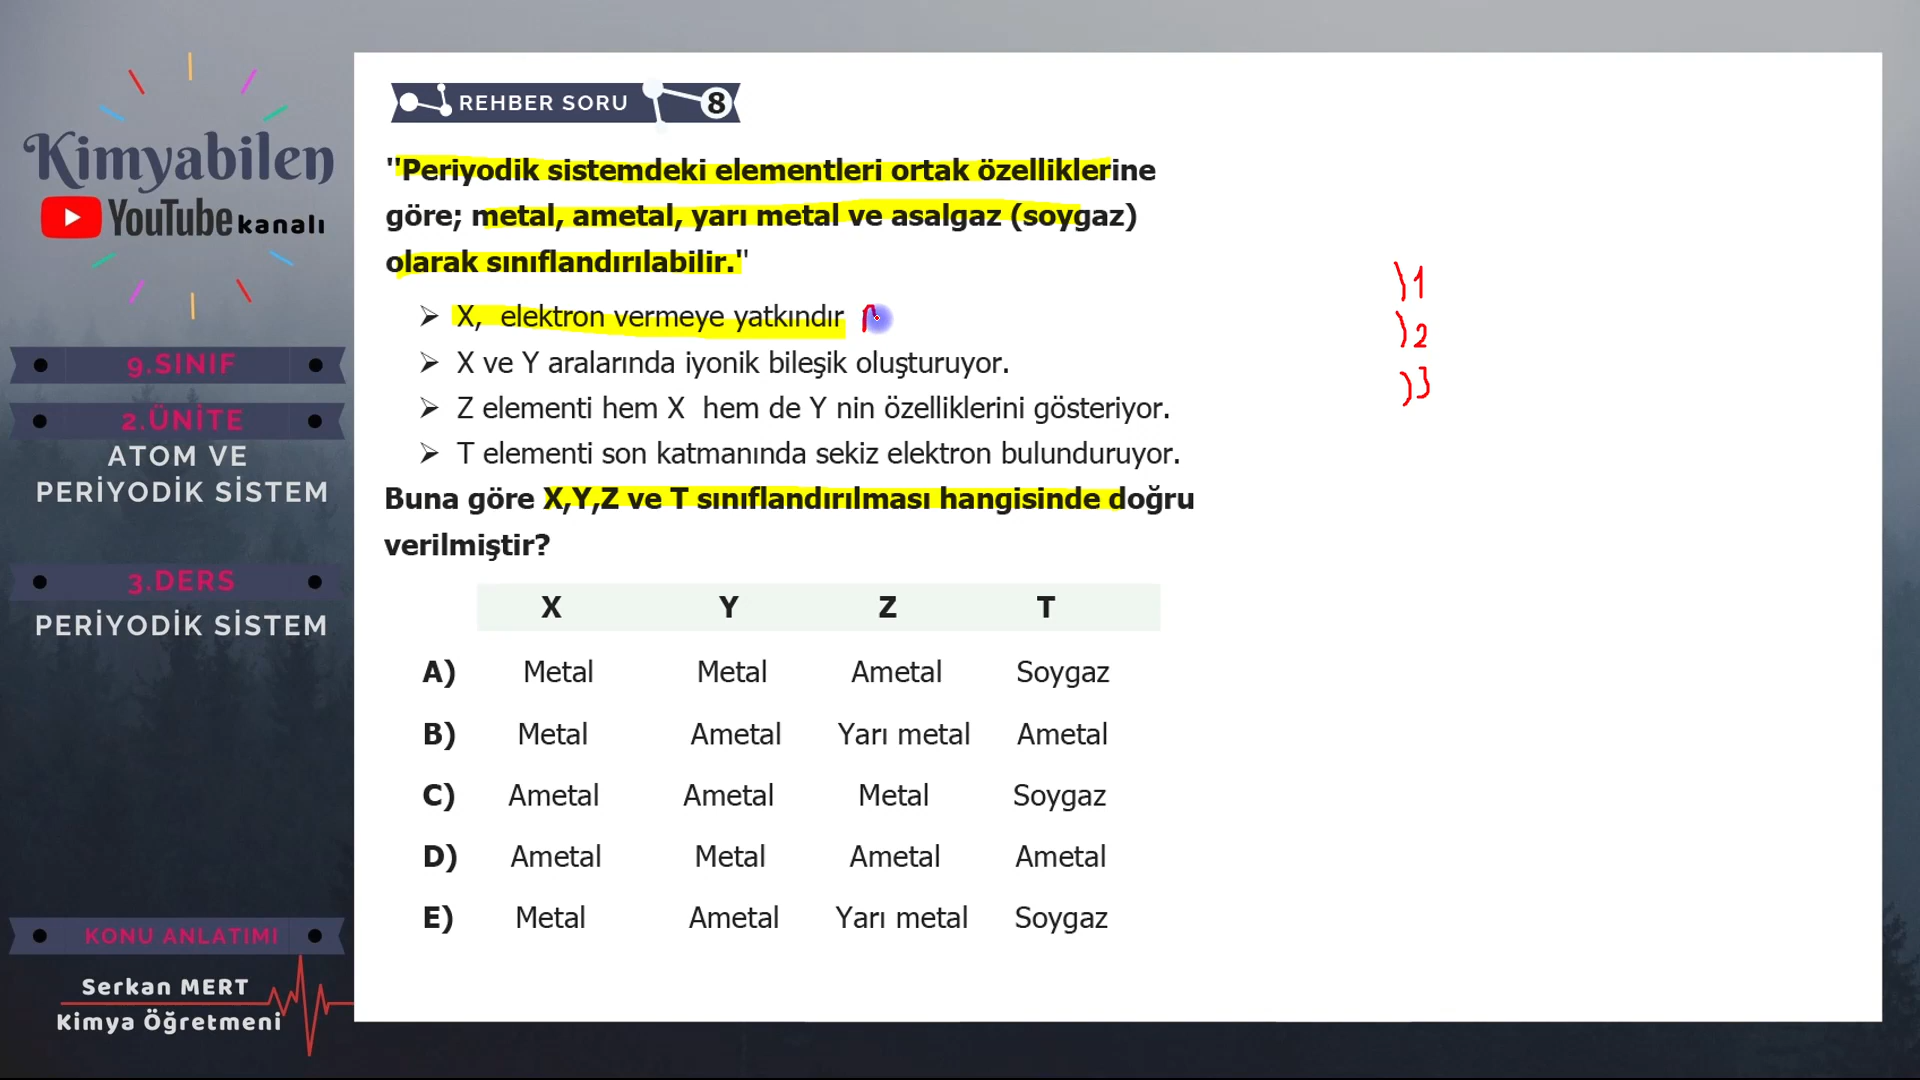 Kimyabilen
YouTube kanalı
9.SINIF
2.ÜNİTE
ATOM VE
PERİYODİK SİSTEM
3.DERS
PERİYODİK SİSTEM
KONU ANLATIMI
Serkan MERT
Kimya Öğretmeni
REHBER SORU 8
"Periyodik sistemdeki elementleri ortak özelliklerine
göre; metal, ametal, yarı metal ve asalgaz (soygaz)
olarak sınıflandırılabilir."
➢ X, elektron vermeye yatkındır
➢ X ve Y aralarında iyonik bileşik oluşturuyor.
➢ Z elementi hem X hem de Y nin özelliklerini gösteriyor.
➢ T elementi son katmanında sekiz elektron bulunduruyor.
Buna göre X,Y,Z ve T sınıflandırılması hangisinde doğru
verilmiştir?
X Y Z T
A) Metal Metal Ametal Soygaz
B) Metal Ametal Yarı metal Ametal
C) Ametal Ametal Metal Soygaz
D) Ametal Metal Ametal Ametal
E) Metal Ametal Yarı metal Soygaz
)1
)2
)3